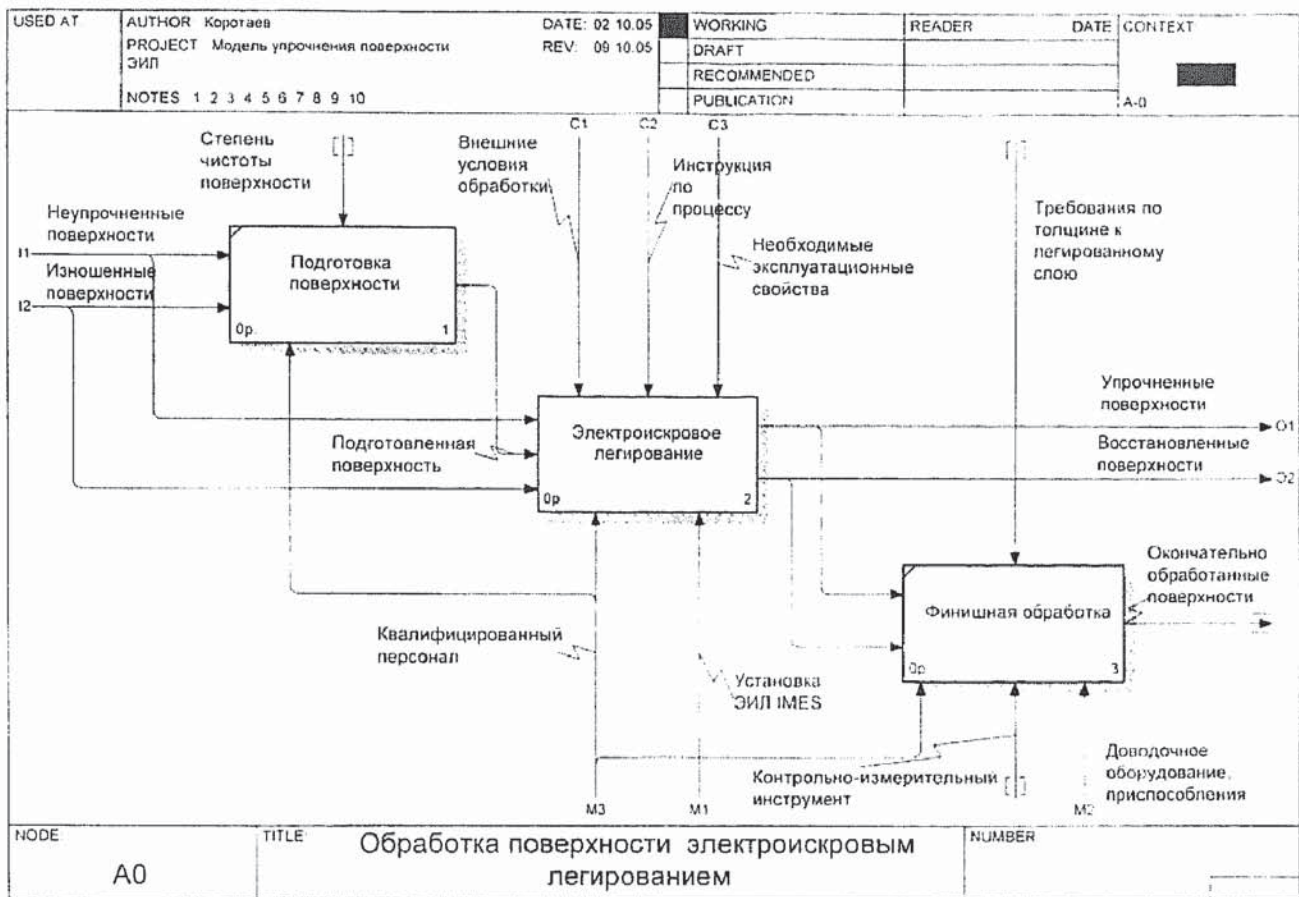 USED AT
AUTHOR Коротаев
DATE: 02 10.05
PROJECT Модель упрочнения поверхности
ЭИЛ
REV: 09 10.05
NOTES 1 2 3 4 5 6 7 8 9 10
WORKING
DRAFT
RECOMMENDED
PUBLICATION
READER
DATE
CONTEXT
A-0
C1
C2
C3
Степень
чистоты
поверхности
Внешние
условия
обработки
Инструкция
по
процессу
Требования по
толщине к
легированному
слою
Неупрочненные
поверхности
I1
Изношенные
поверхности
I2
Подготовка
поверхности
0р.
1
Необходимые
эксплуатационные
свойства
Упрочненные
поверхности
O1
Подготовленная
поверхность
Электроискровое
легирование
0р
2
Восстановленные
поверхности
O2
Окончательно
обработанные
поверхности
Финишная обработка
0р
3
Квалифицированный
персонал
Установка
ЭИЛ IMES
Контрольно-измерительный
инструмент
Доводочное
оборудование,
приспособления
M3
M1
M2
NODE
A0
TITLE
Обработка поверхности электроискровым
легированием
NUMBER